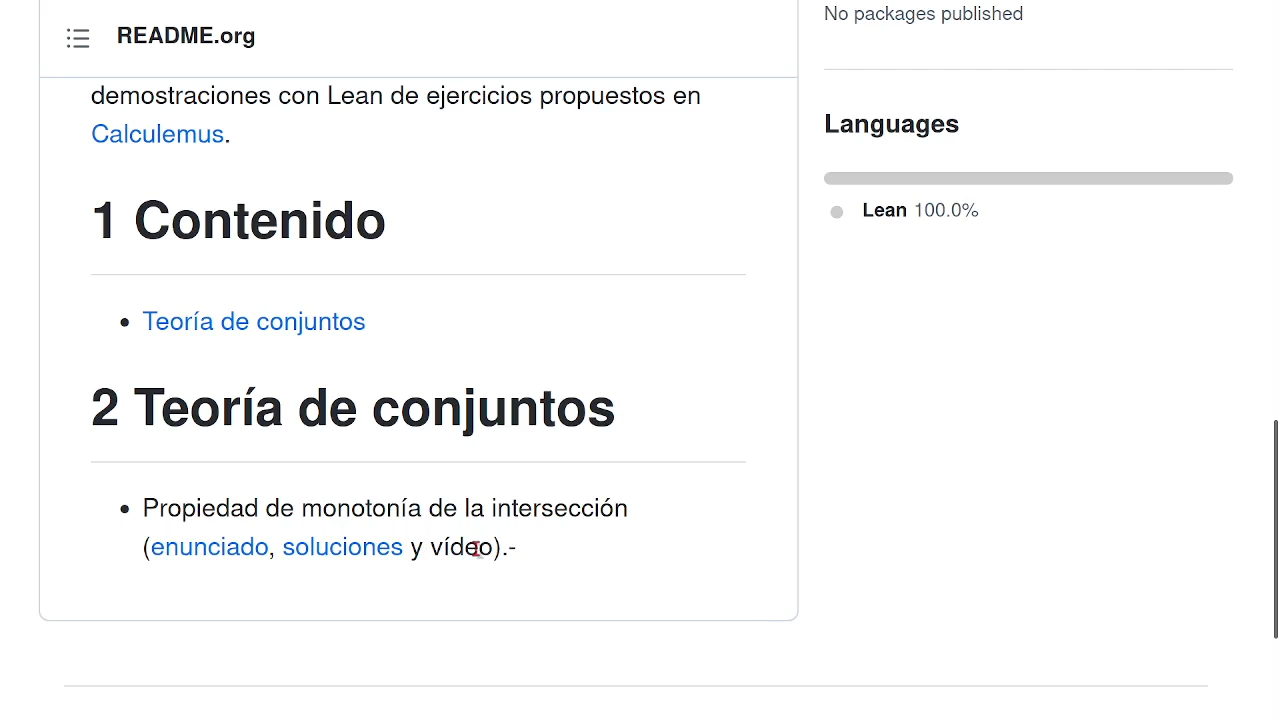 README.org
demostraciones con Lean de ejercicios propuestos en
Calculemus.
1 Contenido
• Teoría de conjuntos
2 Teoría de conjuntos
• Propiedad de monotonía de la intersección
(enunciado, soluciones y vídeo).-
No packages published
Languages
Lean 100.0%